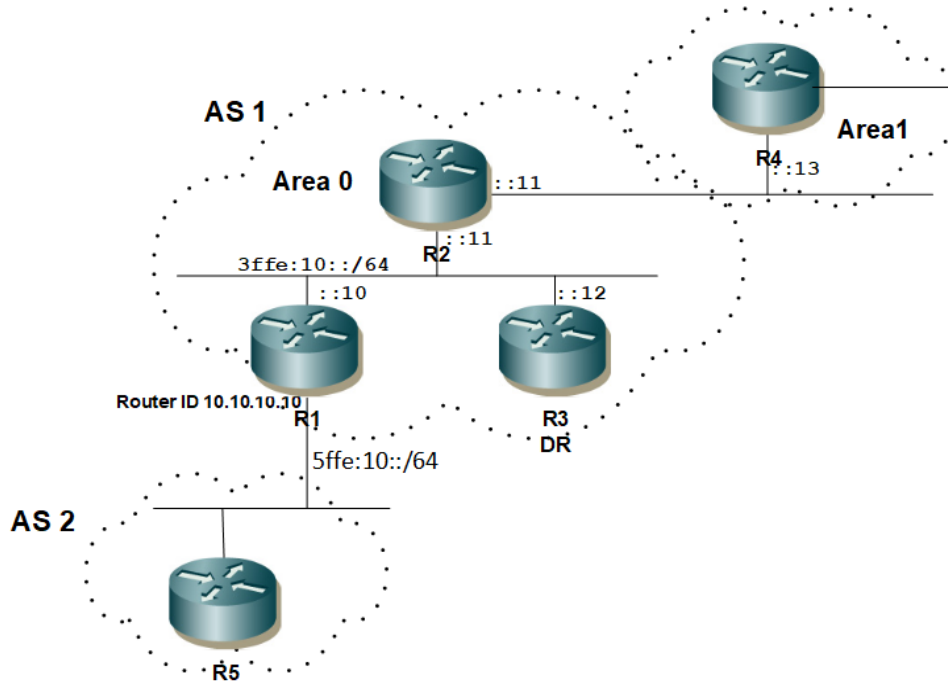 AS 1
Area1
R4
::13
Area 0
::11
R2
::11
3ffe:10::/64
::10
::12
Router ID 10.10.10.10
R1
R3
DR
5ffe:10::/64
AS 2
R5